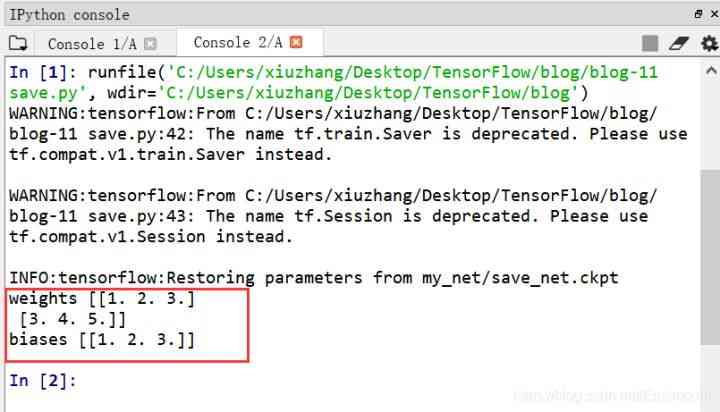 IPython console
Console 1/A
Console 2/A
In [1]: runfile('C:/Users/xiuzhang/Desktop/TensorFlow/blog/blog-11
save.py', wdir='C:/Users/xiuzhang/Desktop/TensorFlow/blog')
WARNING:tensorflow:From C:/Users/xiuzhang/Desktop/TensorFlow/blog/
blog-11 save.py:42: The name tf.train.Saver is deprecated. Please use
tf.compat.v1.train.Saver instead.
WARNING:tensorflow:From C:/Users/xiuzhang/Desktop/TensorFlow/blog/
blog-11 save.py:43: The name tf.Session is deprecated. Please use
tf.compat.v1.Session instead.
INFO:tensorflow:Restoring parameters from my_net/save_net.ckpt
weights [[1. 2. 3.]
[3. 4. 5.]]
biases [[1. 2. 3.]]
In [2]: